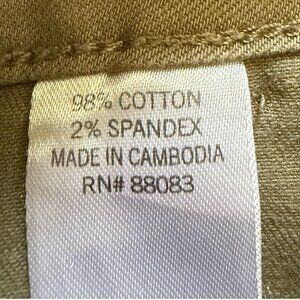 98% COTTON
2% SPANDEX
MADE IN CAMBODIA
RN# 88083